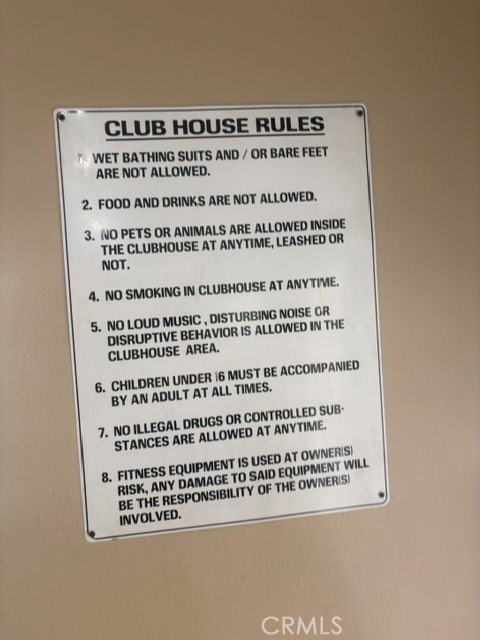 CLUB HOUSE RULES
1. WET BATHING SUITS AND / OR BARE FEET
ARE NOT ALLOWED.
2. FOOD AND DRINKS ARE NOT ALLOWED.
3. NO PETS OR ANIMALS ARE ALLOWED INSIDE
THE CLUBHOUSE AT ANYTIME, LEASHED OR
NOT.
4. NO SMOKING IN CLUBHOUSE AT ANYTIME.
5. NO LOUD MUSIC , DISTURBING NOISE OR
DISRUPTIVE BEHAVIOR IS ALLOWED IN THE
CLUBHOUSE AREA.
6. CHILDREN UNDER 16 MUST BE ACCOMPANIED
BY AN ADULT AT ALL TIMES.
7. NO ILLEGAL DRUGS OR CONTROLLED SUB-
STANCES ARE ALLOWED AT ANYTIME.
8. FITNESS EQUIPMENT IS USED AT OWNER(S)
RISK, ANY DAMAGE TO SAID EQUIPMENT WILL
BE THE RESPONSIBILITY OF THE OWNER(S)
INVOLVED.
CRMLS